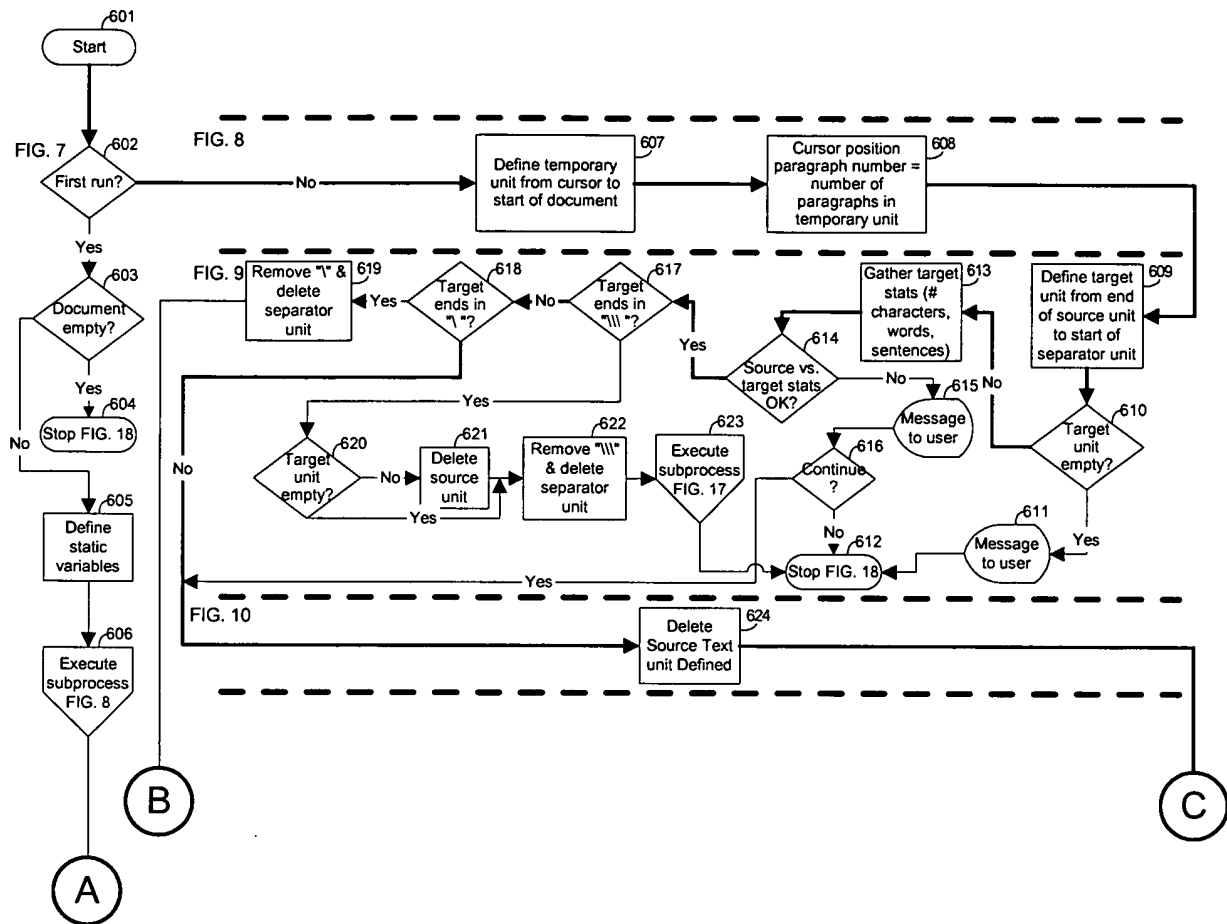 601
Start
FIG. 7
602
First run?
No
Yes
603
Document
empty?
Yes
604
Stop FIG. 18
No
605
Define
static
variables
606
Execute
subprocess
FIG. 8
A
FIG. 8
607
Define temporary
unit from cursor to
start of document
608
Cursor position
paragraph number =
number of
paragraphs in
temporary unit
FIG. 9
609
Define target
unit from end
of source unit
to start of
separator unit
610
Target
unit empty?
Yes
611
Message
to user
612
Stop FIG. 18
No
613
Gather target
stats (#
characters,
words,
sentences)
614
Source vs.
target stats
OK?
No
615
Message
to user
616
Continue
?
No
Yes
Yes
617
Target
ends in
"\\\ "?
No
Yes
618
Target
ends in
"\ "?
Yes
No
619
Remove "\" &
delete
separator
unit
620
Target
unit
empty?
No
Yes
621
Delete
source
unit
622
Remove "\\\"
& delete
separator
unit
623
Execute
subprocess
FIG. 17
B
FIG. 10
624
Delete
Source Text
unit Defined
C